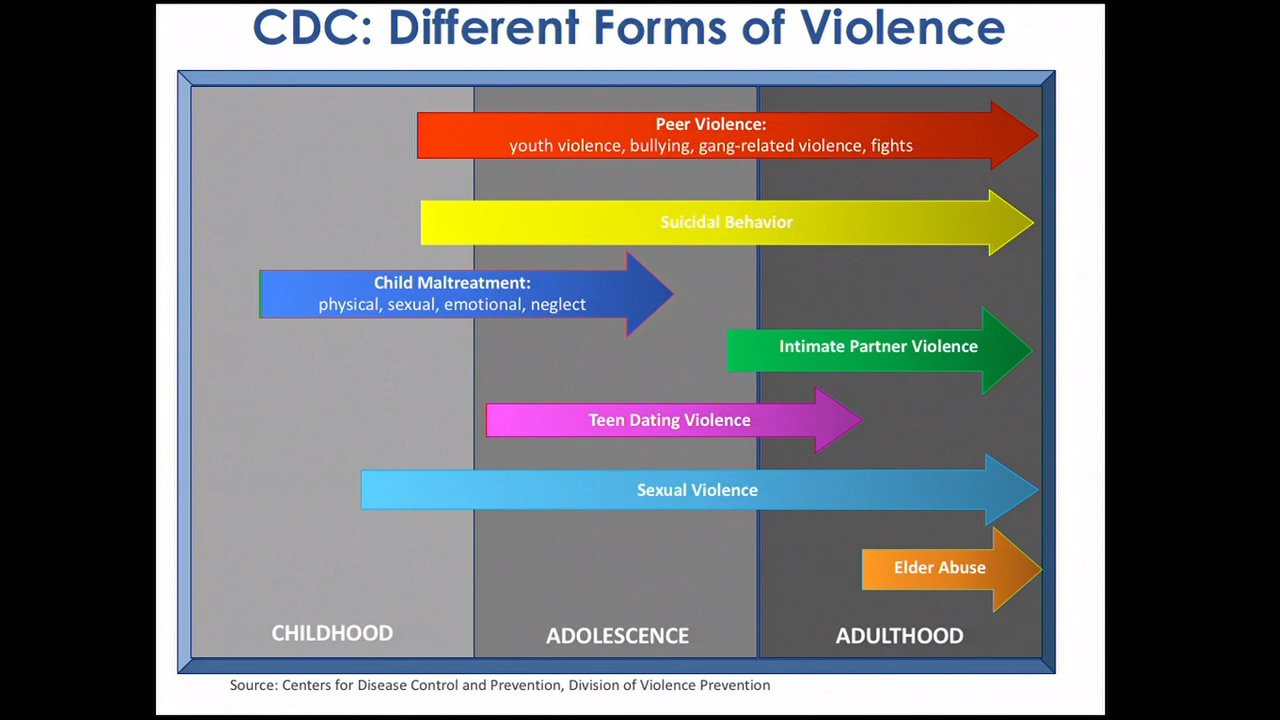 CDC: Different Forms of Violence
Peer Violence:
youth violence, bullying, gang-related violence, fights
Suicidal Behavior
Child Maltreatment:
physical, sexual, emotional, neglect
Intimate Partner Violence
Teen Dating Violence
Sexual Violence
Elder Abuse
CHILDHOOD
ADOLESCENCE
ADULTHOOD
Source: Centers for Disease Control and Prevention, Division of Violence Prevention